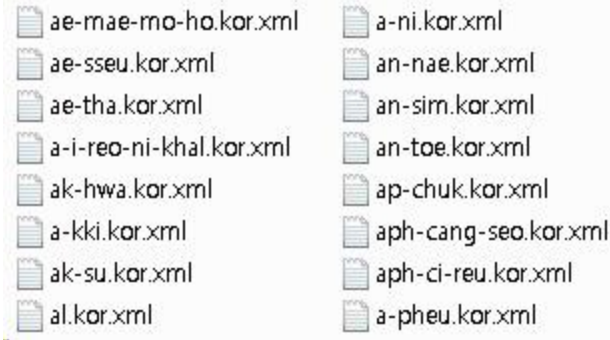 ae-mae-mo-ho.kor.xml
ae-sseu.kor.xml
ae-tha.kor.xml
a-i-reo-ni-khal.kor.xml
ak-hwa.kor.xml
a-kki.kor.xml
ak-su.kor.xml
al.kor.xml
a-ni.kor.xml
an-nae.kor.xml
an-sim.kor.xml
an-toe.kor.xml
ap-chuk.kor.xml
aph-cang-seo.kor.xml
aph-ci-reu.kor.xml
a-pheu.kor.xml